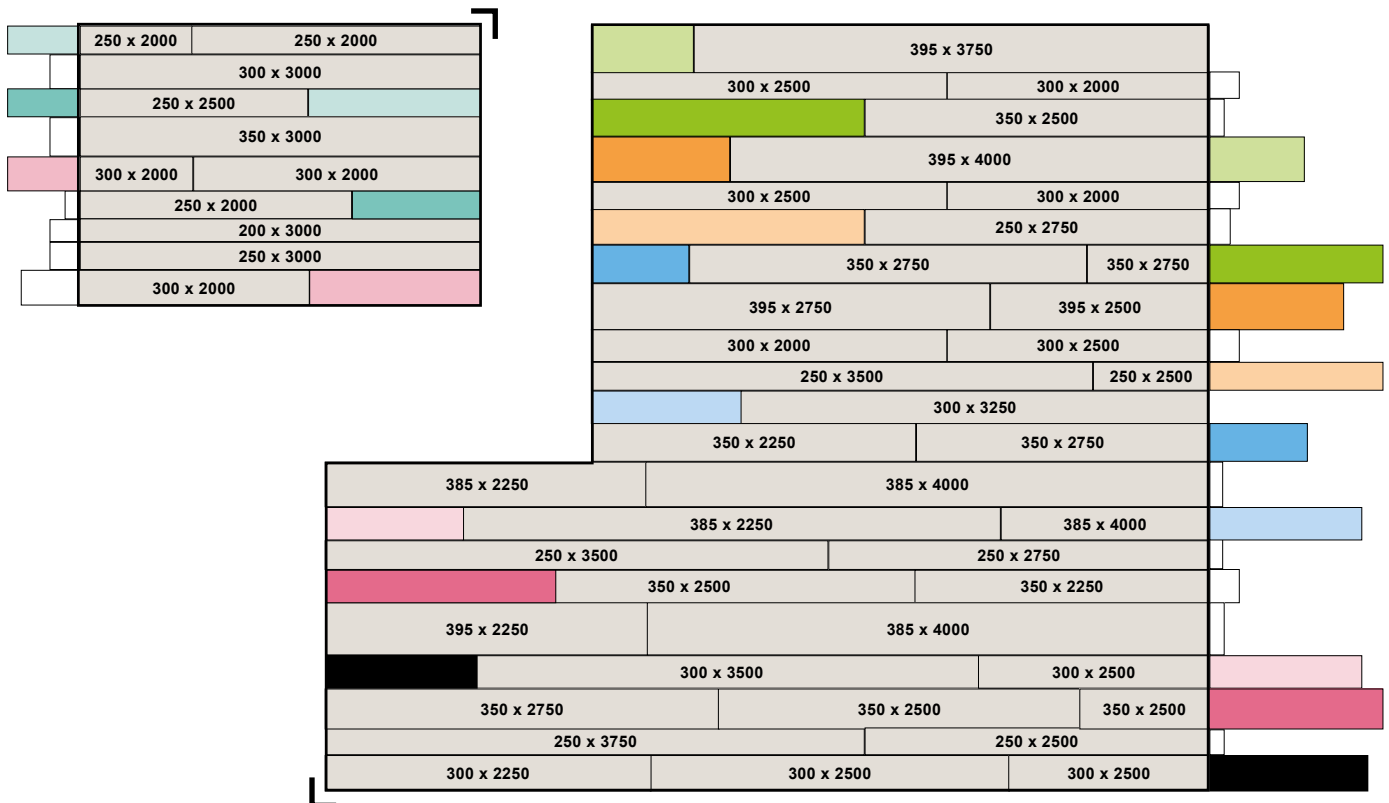 250 x 2000 250 x 2000
300 x 3000
250 x 2500
350 x 3000
300 x 2000 300 x 2000
250 x 2000
200 x 3000
250 x 3000
300 x 2000
395 x 3750
300 x 2500 300 x 2000
350 x 2500
395 x 4000
300 x 2500 300 x 2000
250 x 2750
350 x 2750 350 x 2750
395 x 2750 395 x 2500
300 x 2000 300 x 2500
250 x 3500 250 x 2500
300 x 3250
350 x 2250 350 x 2750
385 x 2250 385 x 4000
385 x 2250 385 x 4000
250 x 3500 250 x 2750
350 x 2500 350 x 2250
395 x 2250 385 x 4000
300 x 3500 300 x 2500
350 x 2750 350 x 2500 350 x 2500
250 x 3750 250 x 2500
300 x 2250 300 x 2500 300 x 2500